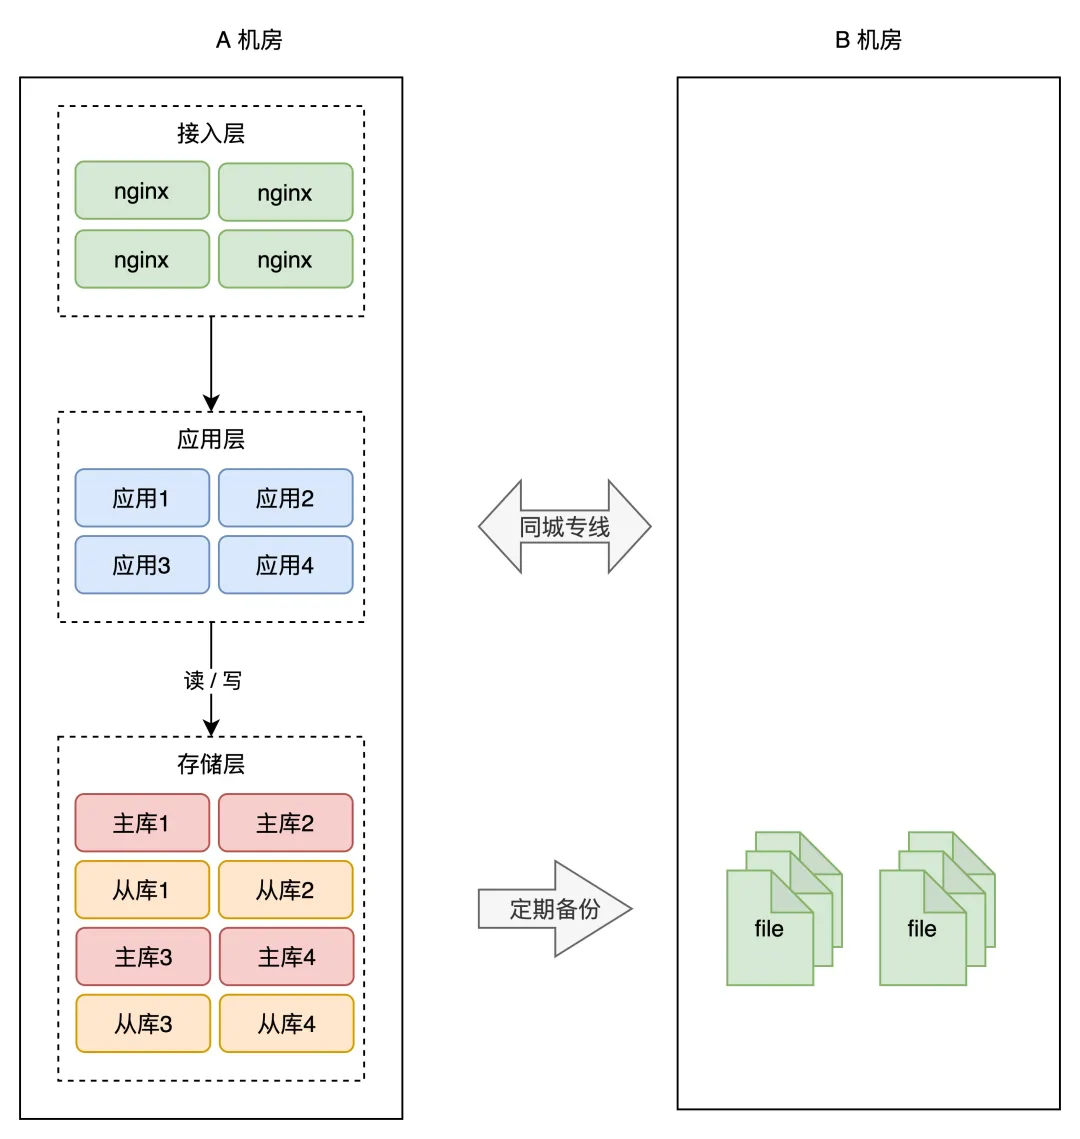 A 机房
B 机房
接入层
nginx
nginx
nginx
nginx
应用层
应用1
应用2
应用3
应用4
同城专线
读 / 写
存储层
主库1
主库2
从库1
从库2
主库3
主库4
从库3
从库4
定期备份
file
file